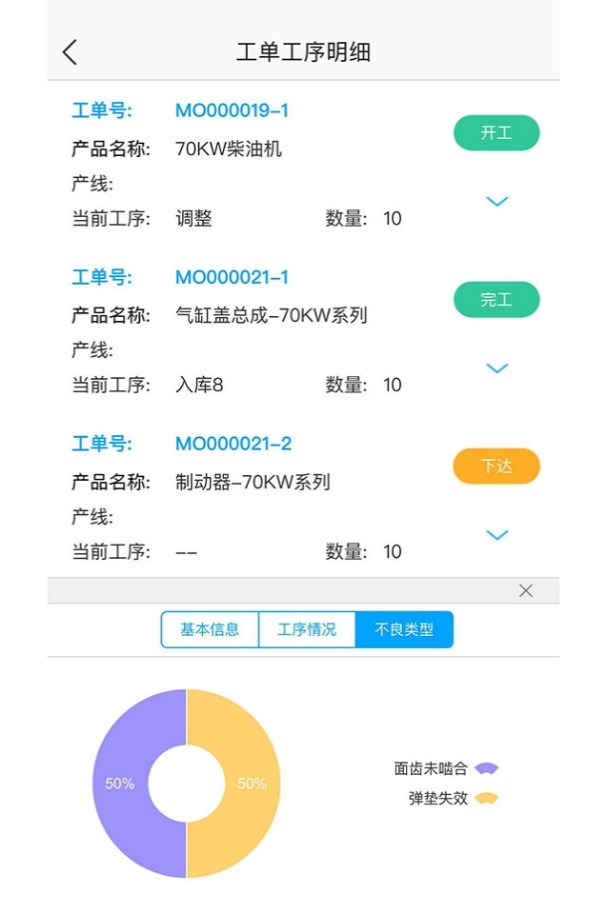 工单工序明细
工单号: MO000019-1
开工
产品名称: 70KW柴油机
产线:
当前工序: 调整 数量: 10
工单号: MO000021-1
完工
产品名称: 气缸盖总成-70KW系列
产线:
当前工序: 入库8 数量: 10
工单号: MO000021-2
下达
产品名称: 制动器-70KW系列
产线:
当前工序: -- 数量: 10
基本信息 工序情况 不良类型
50% 50%
面齿未啮合
弹垫失效